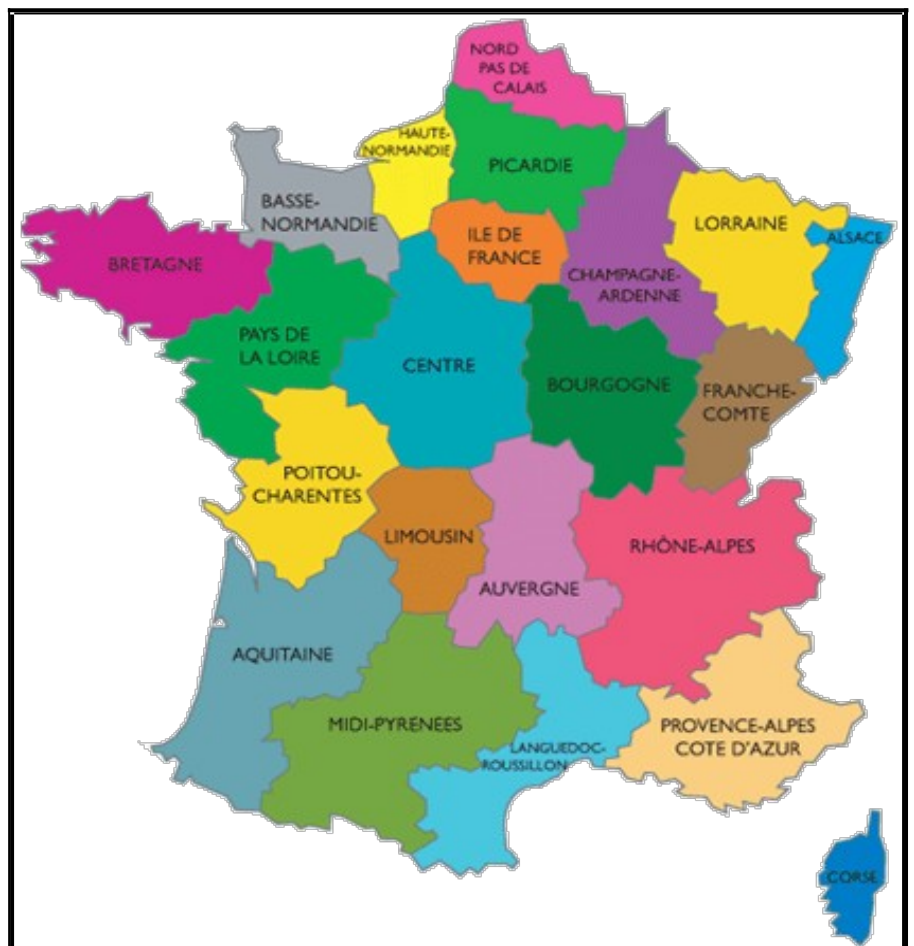 NORD
PAS DE
CALAIS
HAUTE-
NORMANDIE
PICARDIE
BASSE-
NORMANDIE
ILE DE
FRANCE
LORRAINE
ALSACE
BRETAGNE
CHAMPAGNE-
ARDENNE
PAYS DE
LA LOIRE
CENTRE
BOURGOGNE
FRANCHE-
COMTE
POITOU-
CHARENTES
LIMOUSIN
RHÔNE-ALPES
AUVERGNE
AQUITAINE
MIDI-PYRENEES
LANGUEDOC-
ROUSSILLON
PROVENCE-ALPES
COTE D'AZUR
CORSE